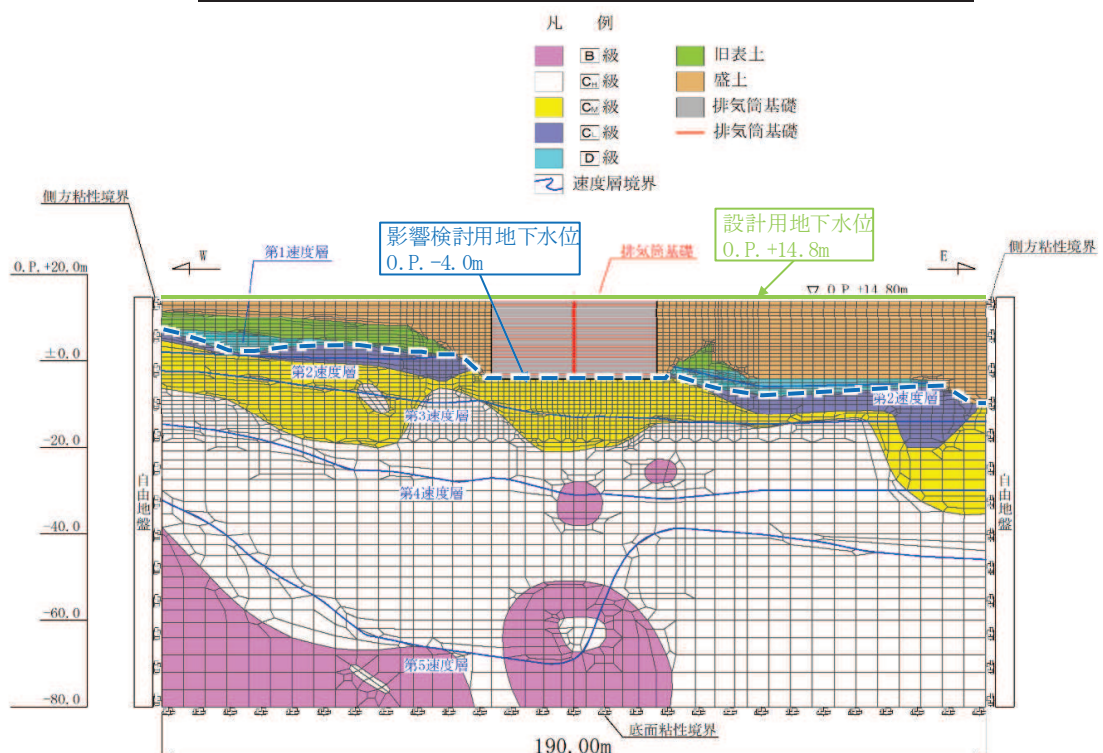 凡 例
B 級
CH 級
CM 級
CL 級
D 級
速度層境界
旧表土
盛土
排気筒基礎
排気筒基礎
側方粘性境界
W
第1速度層
影響検討用地下水位
O.P.-4.0m
排気筒基礎
設計用地下水位
O.P.+14.8m
E
側方粘性境界
O.P.+20.0m
▽ O.P.+14.80m
±0.0
第2速度層
第2速度層
第3速度層
-20.0
第4速度層
自由地盤
自由地盤
-40.0
-60.0
第5速度層
-80.0
底面粘性境界
190.00m